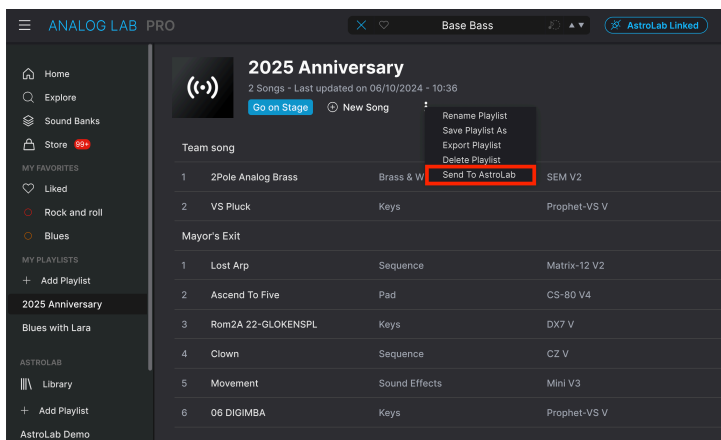 ANALOG LAB PRO
Base Bass
AstroLab Linked
Home
Explore
Sound Banks
Store 99+
MY FAVORITES
Liked
Rock and roll
Blues
MY PLAYLISTS
+ Add Playlist
2025 Anniversary
Blues with Lara
ASTROLAB
Library
+ Add Playlist
AstroLab Demo
2025 Anniversary
2 Songs - Last updated on 06/10/2024 - 10:36
Go on Stage
New Song
Rename Playlist
Save Playlist As
Export Playlist
Delete Playlist
Send To AstroLab
Team song
1 2Pole Analog Brass Brass & W SEM V2
2 VS Pluck Keys Prophet-VS V
Mayor's Exit
1 Lost Arp Sequence Matrix-12 V2
2 Ascend To Five Pad CS-80 V4
3 Rom2A 22-GLOKENSPL Keys DX7 V
4 Clown Sequence CZ V
5 Movement Sound Effects Mini V3
6 06 DIGIMBA Keys Prophet-VS V